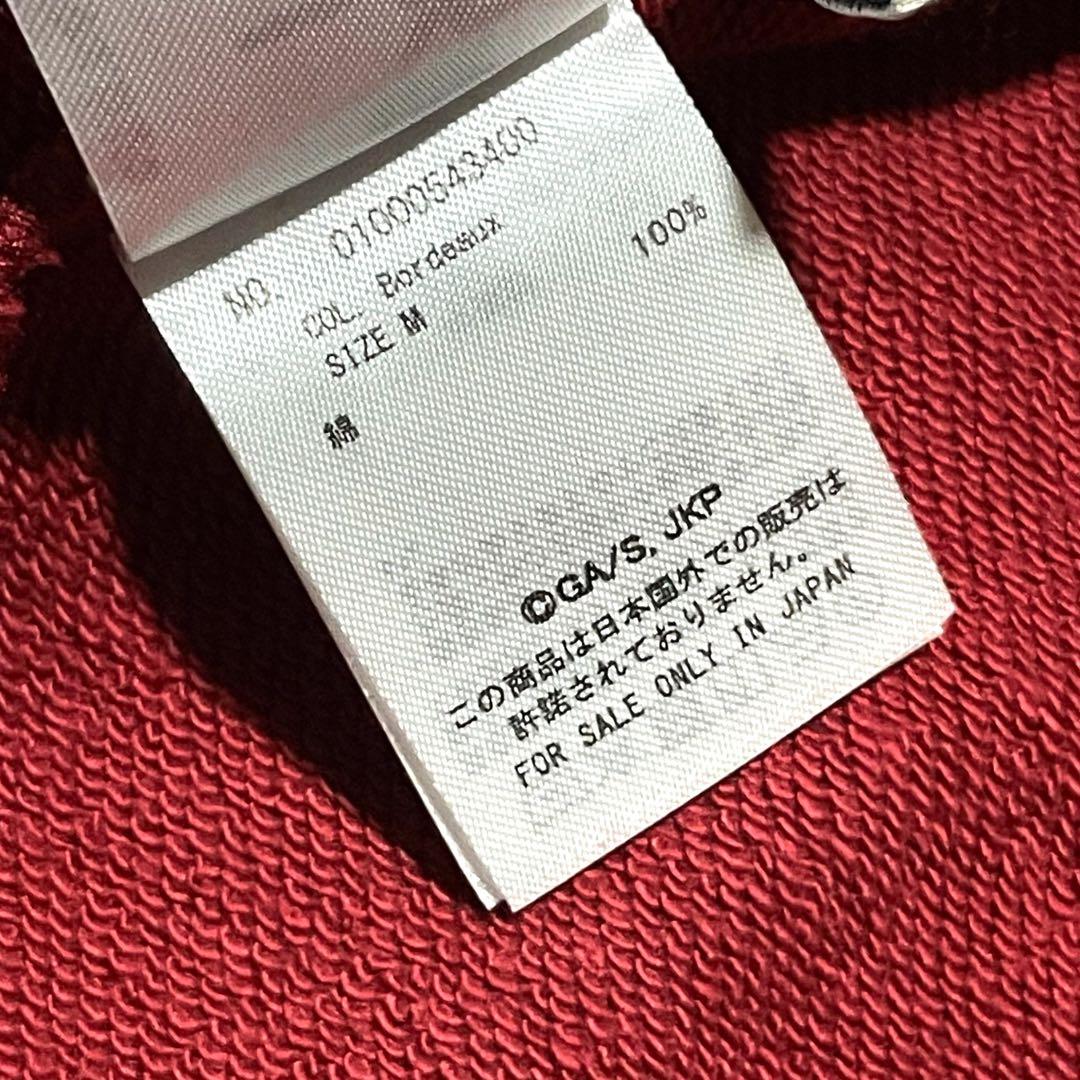 NO. 01000543400
COL. Bordeaux
SIZE M
綿 100%
©GA/S, JKP
この商品は日本国外での販売は
許諾されておりません。
FOR SALE ONLY IN JAPAN